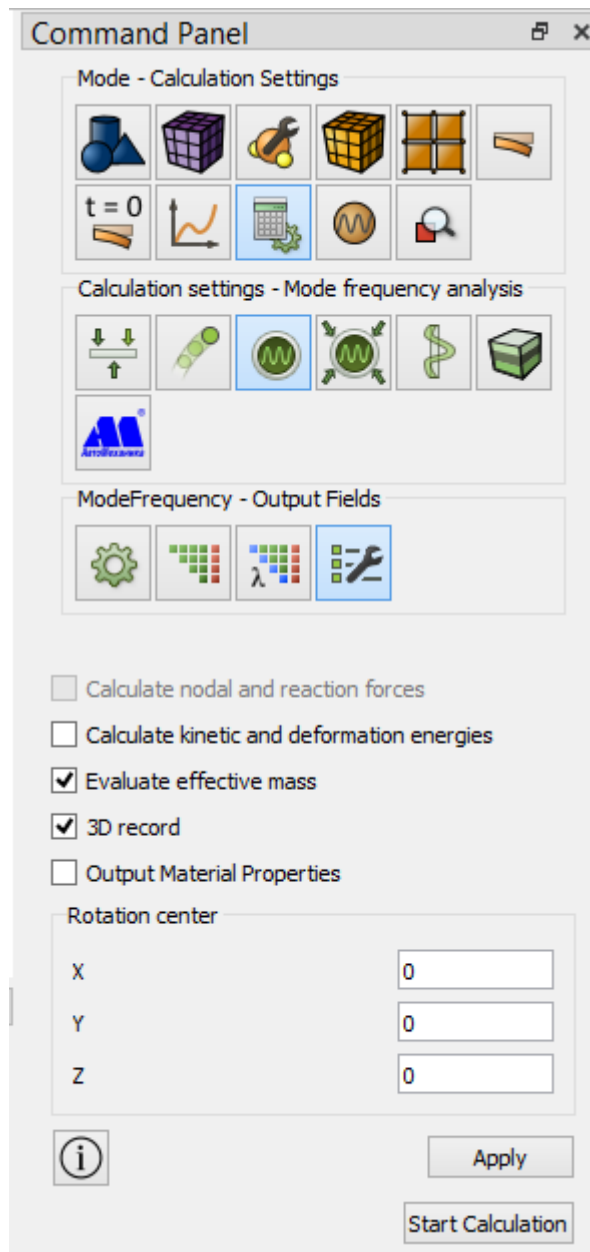 Command Panel
Mode - Calculation Settings
t = 0
Calculation settings - Mode frequency analysis
®
АвтоМеханика
ModeFrequency - Output Fields
λ
Calculate nodal and reaction forces
Calculate kinetic and deformation energies
Evaluate effective mass
3D record
Output Material Properties
Rotation center
X 0
Y 0
Z 0
i Apply
Start Calculation